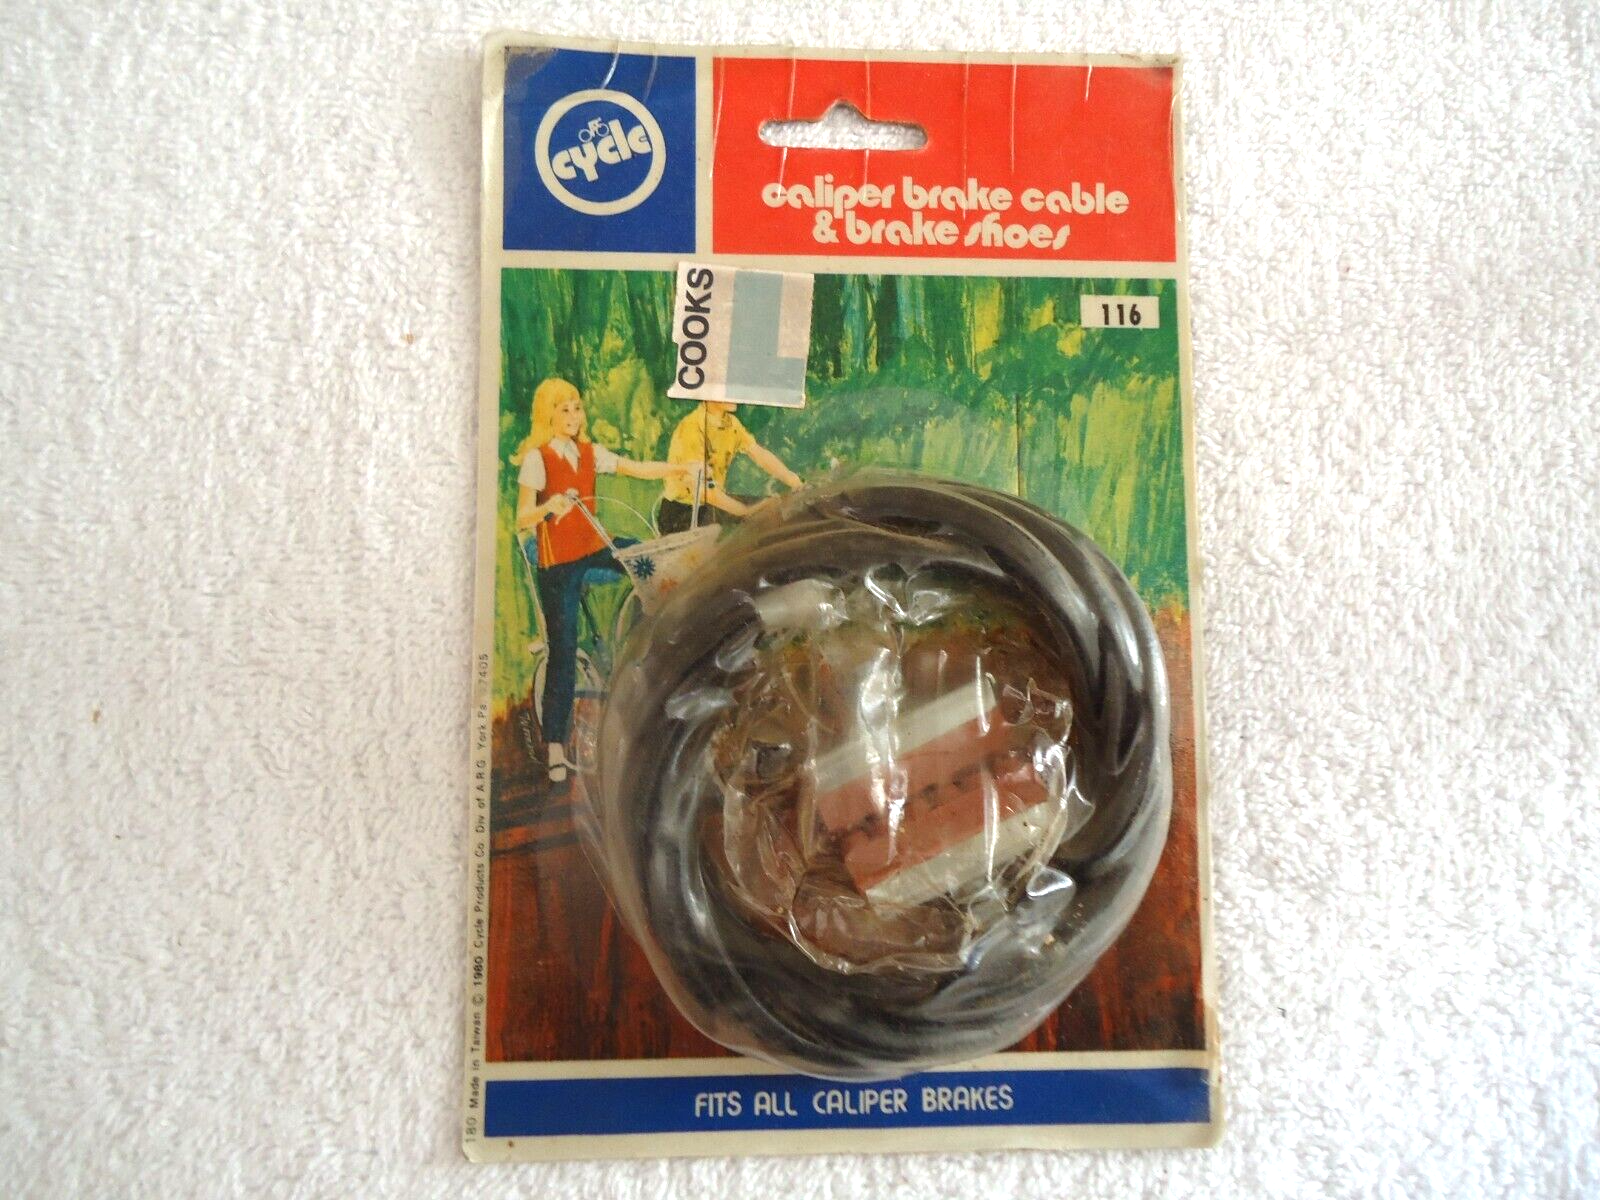 cycle
caliper brake cable
& brake shoes
COOKS
116
180 Made in Taiwan © 1980 Cycle Products Co. Div of A.R.G. York Pa. 7405
FITS ALL CALIPER BRAKES